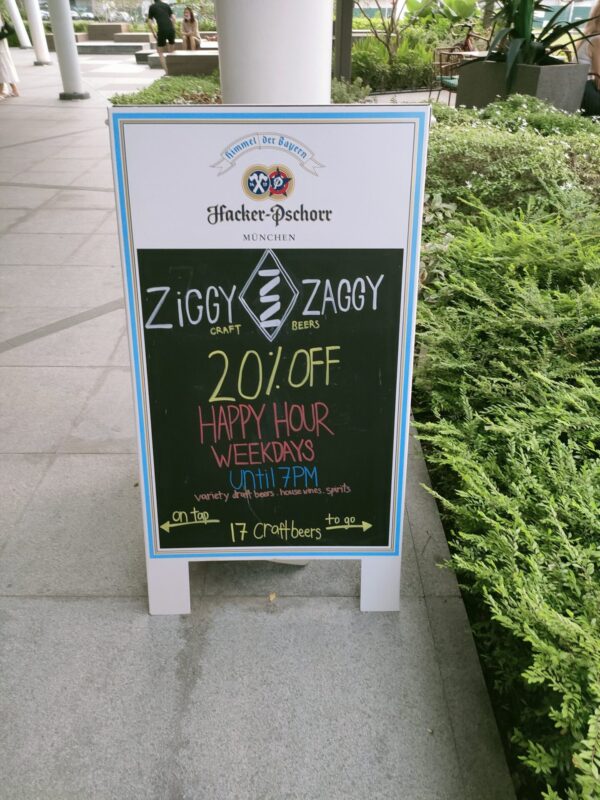 Himmel der Bayern
Hacker-Pschorr
MÜNCHEN
ZiGGY ZAGGY
CRAFT BEERS
20% OFF
HAPPY HOUR
WEEKDAYS
Until 7PM
variety draft beers . house wines . spirits
on tap to go
17 Craftbeers